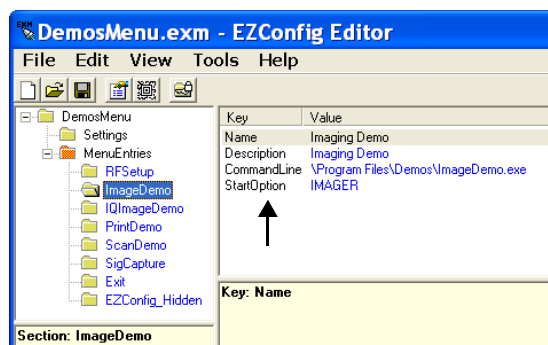 DemosMenu.exm - EZConfig Editor
File Edit View Tools Help
DemosMenu
Settings
MenuEntries
RFSetup
ImageDemo
IQImageDemo
PrintDemo
ScanDemo
SigCapture
Exit
EZConfig_Hidden
Section: ImageDemo
Key Value
Name Imaging Demo
Description Imaging Demo
CommandLine \Program Files\Demos\ImageDemo.exe
StartOption IMAGER
Key: Name